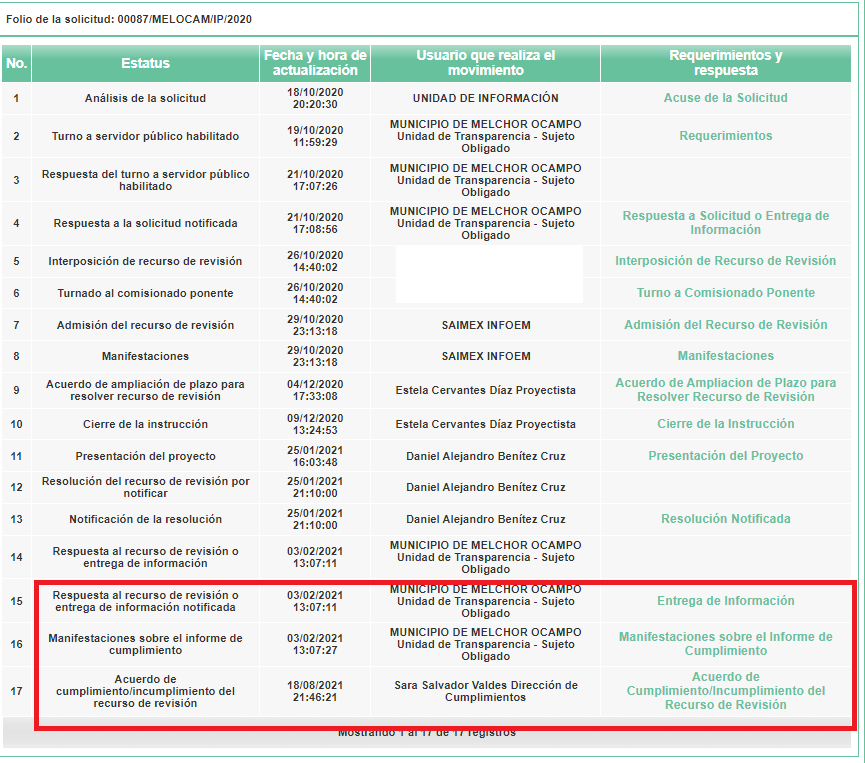 Folio de la solicitud: 00087/MELOCAM/IP/2020
No.
Estatus
Fecha y hora de
actualización
Usuario que realiza el
movimiento
Requerimientos y
respuesta
1
Análisis de la solicitud
18/10/2020
20:20:30
UNIDAD DE INFORMACIÓN
Acuse de la Solicitud
2
Turno a servidor público habilitado
19/10/2020
11:59:29
MUNICIPIO DE MELCHOR OCAMPO
Unidad de Transparencia - Sujeto
Obligado
Requerimientos
3
Respuesta del turno a servidor público
habilitado
21/10/2020
17:07:26
MUNICIPIO DE MELCHOR OCAMPO
Unidad de Transparencia - Sujeto
Obligado
4
Respuesta a la solicitud notificada
21/10/2020
17:08:56
MUNICIPIO DE MELCHOR OCAMPO
Unidad de Transparencia - Sujeto
Obligado
Respuesta a Solicitud o Entrega de
Información
5
Interposición de recurso de revisión
26/10/2020
14:40:02
Interposición de Recurso de Revisión
6
Turnado al comisionado ponente
26/10/2020
14:40:02
Turno a Comisionado Ponente
7
Admisión del recurso de revisión
29/10/2020
23:13:18
SAIMEX INFOEM
Admisión del Recurso de Revisión
8
Manifestaciones
29/10/2020
23:13:18
SAIMEX INFOEM
Manifestaciones
9
Acuerdo de ampliación de plazo para
resolver recurso de revisión
04/12/2020
17:33:08
Estela Cervantes Díaz Proyectista
Acuerdo de Ampliacion de Plazo para
Resolver Recurso de Revisión
10
Cierre de la instrucción
09/12/2020
13:24:53
Estela Cervantes Díaz Proyectista
Cierre de la Instrucción
11
Presentación del proyecto
25/01/2021
16:03:48
Daniel Alejandro Benítez Cruz
Presentación del Proyecto
12
Resolución del recurso de revisión por
notificar
25/01/2021
21:10:00
Daniel Alejandro Benítez Cruz
13
Notificación de la resolución
25/01/2021
21:10:00
Daniel Alejandro Benítez Cruz
Resolución Notificada
14
Respuesta al recurso de revisión o
entrega de información
03/02/2021
13:07:11
MUNICIPIO DE MELCHOR OCAMPO
Unidad de Transparencia - Sujeto
Obligado
15
Respuesta al recurso de revisión o
entrega de información notificada
03/02/2021
13:07:11
MUNICIPIO DE MELCHOR OCAMPO
Unidad de Transparencia - Sujeto
Obligado
Entrega de Información
16
Manifestaciones sobre el informe de
cumplimiento
03/02/2021
13:07:27
MUNICIPIO DE MELCHOR OCAMPO
Unidad de Transparencia - Sujeto
Obligado
Manifestaciones sobre el Informe de
Cumplimiento
17
Acuerdo de
cumplimiento/incumplimiento del
recurso de revisión
18/08/2021
21:46:21
Sara Salvador Valdes Dirección de
Cumplimientos
Acuerdo de
Cumplimiento/Incumplimiento del
Recurso de Revisión
Mostrando 1 al 17 de 17 registros